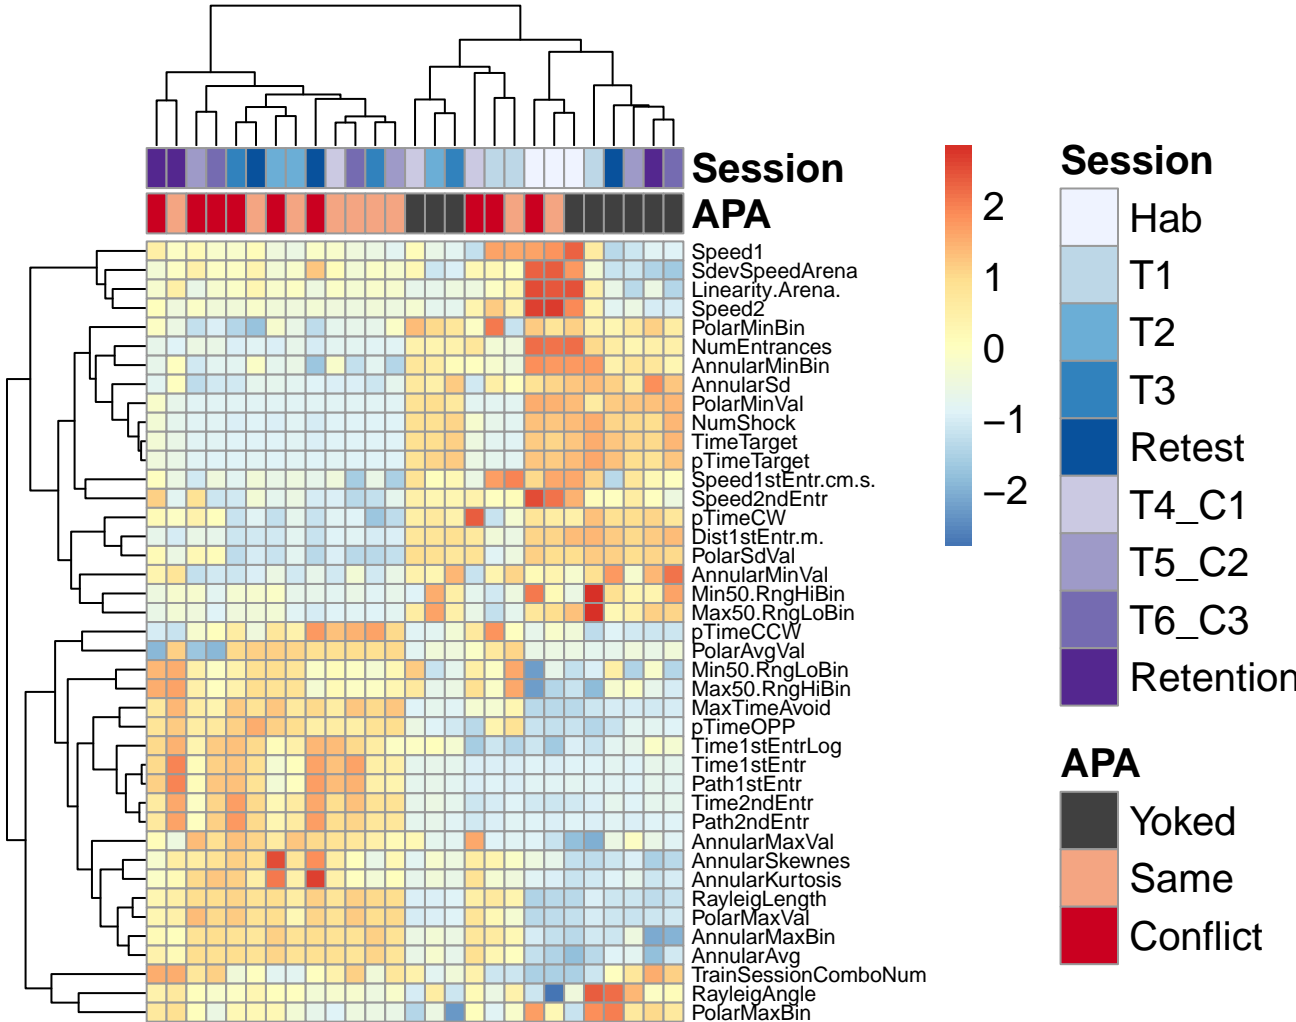 Session
APA
Speed1
SdevSpeedArena
Linearity.Arena.
Speed2
PolarMinBin
NumEntrances
AnnularMinBin
AnnularSd
PolarMinVal
NumShock
TimeTarget
pTimeTarget
Speed1stEntr.cm.s.
Speed2ndEntr
pTimeCW
Dist1stEntr.m.
PolarSdVal
AnnularMinVal
Min50.RngHiBin
Max50.RngLoBin
pTimeCCW
PolarAvgVal
Min50.RngLoBin
Max50.RngHiBin
MaxTimeAvoid
pTimeOPP
Time1stEntrLog
Time1stEntr
Path1stEntr
Time2ndEntr
Path2ndEntr
AnnularMaxVal
AnnularSkewnes
AnnularKurtosis
RayleigLength
PolarMaxVal
AnnularMaxBin
AnnularAvg
TrainSessionComboNum
RayleigAngle
PolarMaxBin
2
1
0
−1
−2
Session
Hab
T1
T2
T3
Retest
T4_C1
T5_C2
T6_C3
Retention
APA
Yoked
Same
Conflict